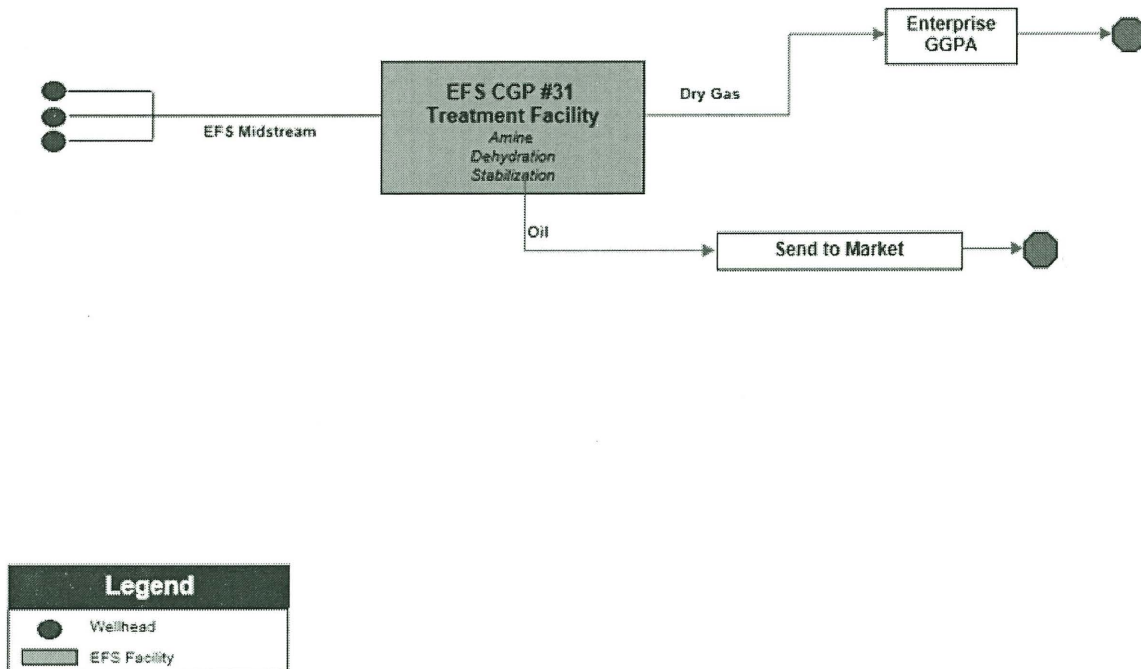 Enterprise
GGPA
Dry Gas
EFS CGP #31
Treatment Facility
Amine
Dehydration
Stabilization
EFS Midstream
Oil
Send to Market
Legend
Wellhead
EFS Facility